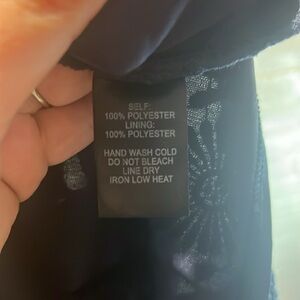 SELF:
100% POLYESTER
LINING:
100% POLYESTER
HAND WASH COLD
DO NOT BLEACH
LINE DRY
IRON LOW HEAT